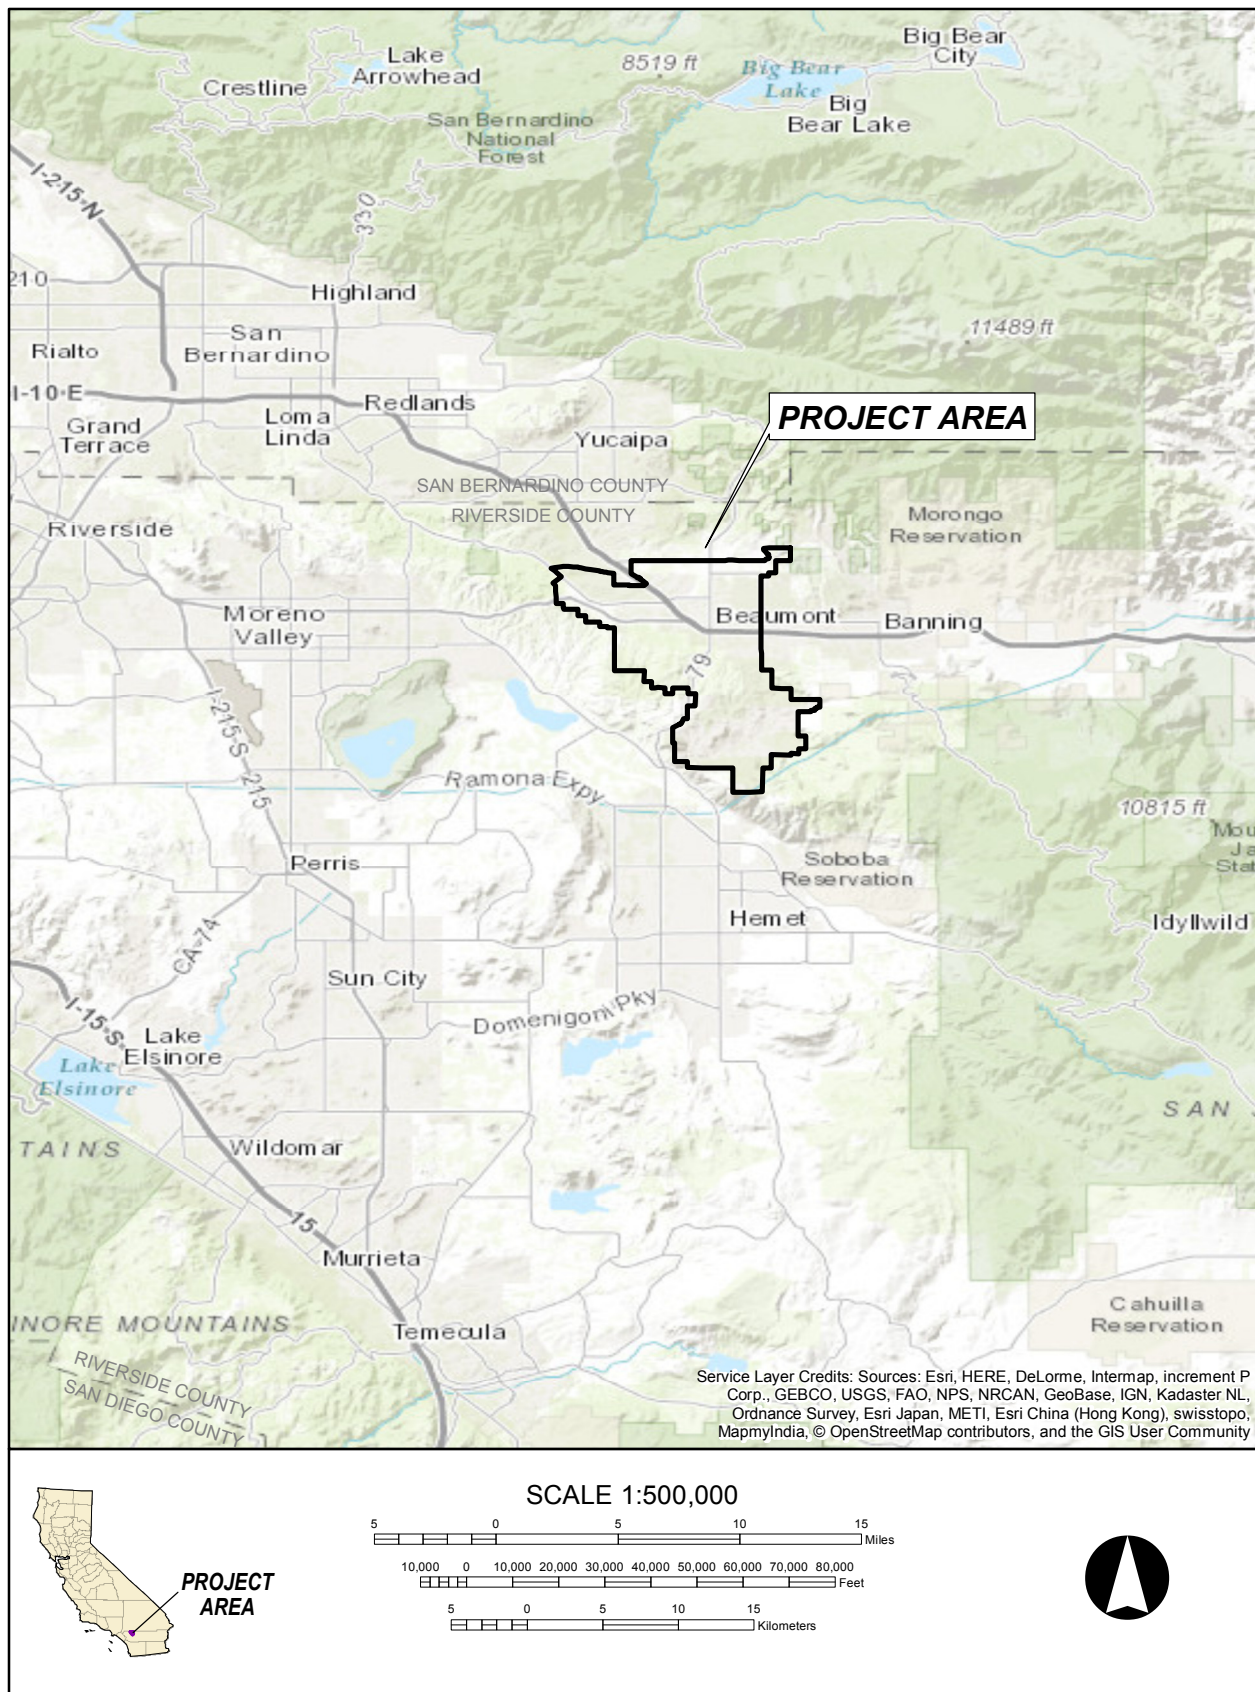 Lake
Arrowhead
Crestline
8519 ft
Big Bear
Lake
Big Bear
City
Big
Bear Lake
San Bernardino
National
Forest
I-215-N
330
210
Highland
San
Bernardino
11489 ft
Rialto
I-10-E
Redlands
Loma
Linda
Grand
Terrace
Yucaipa
PROJECT AREA
SAN BERNARDINO COUNTY
RIVERSIDE COUNTY
Riverside
Morongo
Reservation
Moreno
Valley
Beaumont
Banning
79
I-215-S
215
Ramona Expy
10815 ft
Mou
Ja
Stat
Perris
Soboba
Reservation
Hemet
Idyllwild
CA-74
Sun City
Domenigoni Pky
I-15-S
Lake
Elsinore
Lake
Elsinore
SAN
TAINS
Wildomar
15
Murrieta
Cahuilla
Reservation
INORE MOUNTAINS
Temecula
RIVERSIDE COUNTY
SAN DIEGO COUNTY
Service Layer Credits: Sources: Esri, HERE, DeLorme, Intermap, increment P
Corp., GEBCO, USGS, FAO, NPS, NRCAN, GeoBase, IGN, Kadaster NL,
Ordnance Survey, Esri Japan, METI, Esri China (Hong Kong), swisstopo,
MapmyIndia, © OpenStreetMap contributors, and the GIS User Community
PROJECT
AREA
SCALE 1:500,000
5 0 5 10 15
Miles
10,000 0 10,000 20,000 30,000 40,000 50,000 60,000 70,000 80,000
Feet
5 0 5 10 15
Kilometers